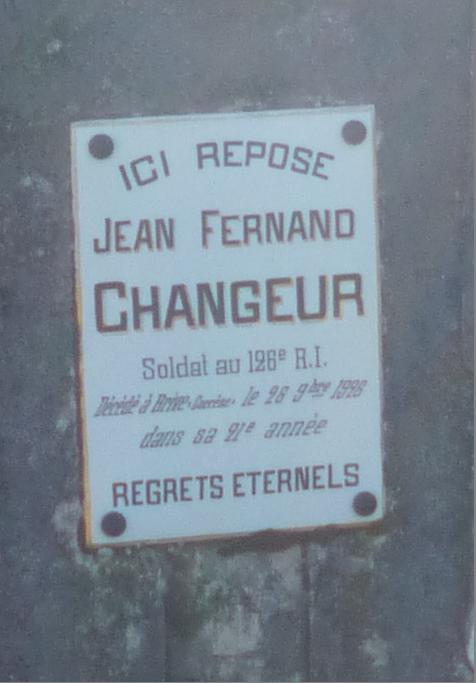 ICI REPOSE
JEAN FERNAND
CHANGEUR
Soldat au 126e R.I.
Décédé à Brive (Corrèze) le 28 9bre 1926
dans sa 21e année
REGRETS ETERNELS